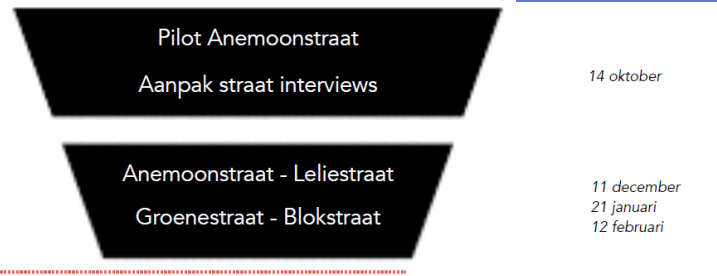 Pilot Anemoonstraat
Aanpak straat interviews
14 oktober
Anemoonstraat - Leliestraat
Groenestraat - Blokstraat
11 december
21 januari
12 februari